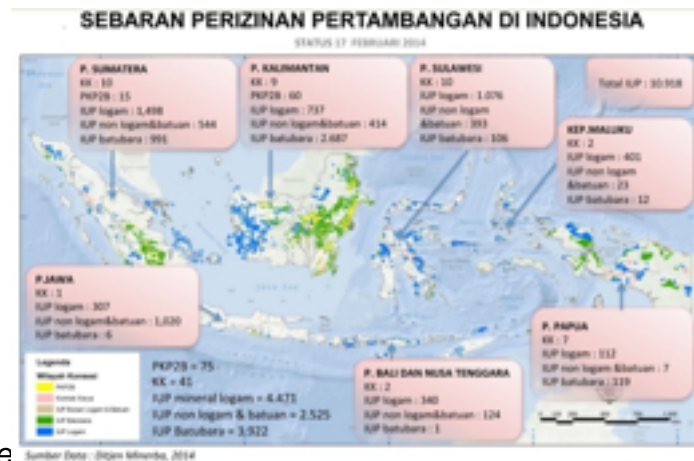 SEBARAN PERIZINAN PERTAMBANGAN DI INDONESIA
STATUS 17 FEBRUARI 2014
P. SUMATERA
KK : 10
PKP2B : 15
IUP logam : 1,498
IUP non logam&batuan : 544
IUP batubara : 991
P. KALIMANTAN
KK : 9
PKP2B : 60
IUP logam : 737
IUP non logam&batuan : 414
IUP batubara : 2.687
P. SULAWESI
KK : 10
IUP logam : 1.076
IUP non logam
&batuan : 393
IUP batubara : 106
Total IUP : 10.918
KEP.MALUKU
KK : 2
IUP logam : 401
IUP non logam
&batuan : 23
IUP batubara : 12
P.JAWA
KK : 1
IUP logam : 307
IUP non logam&batuan : 1,020
IUP batubara : 6
P. PAPUA
KK : 7
IUP logam : 112
IUP non logam &batuan : 7
IUP batubara : 119
P. BALI DAN NUSA TENGGARA
KK : 2
IUP logam : 340
IUP non logam&batuan : 124
IUP batubara : 1
Legenda
Wilayah Konsesi
PKP2B
IUP Batubara
IUP Logam
PKP2B = 75
KK = 41
IUP mineral logam = 4.471
IUP non logam & batuan = 2.525
IUP Batubara = 3,922
Sumber Data : Ditjen Minerba, 2014